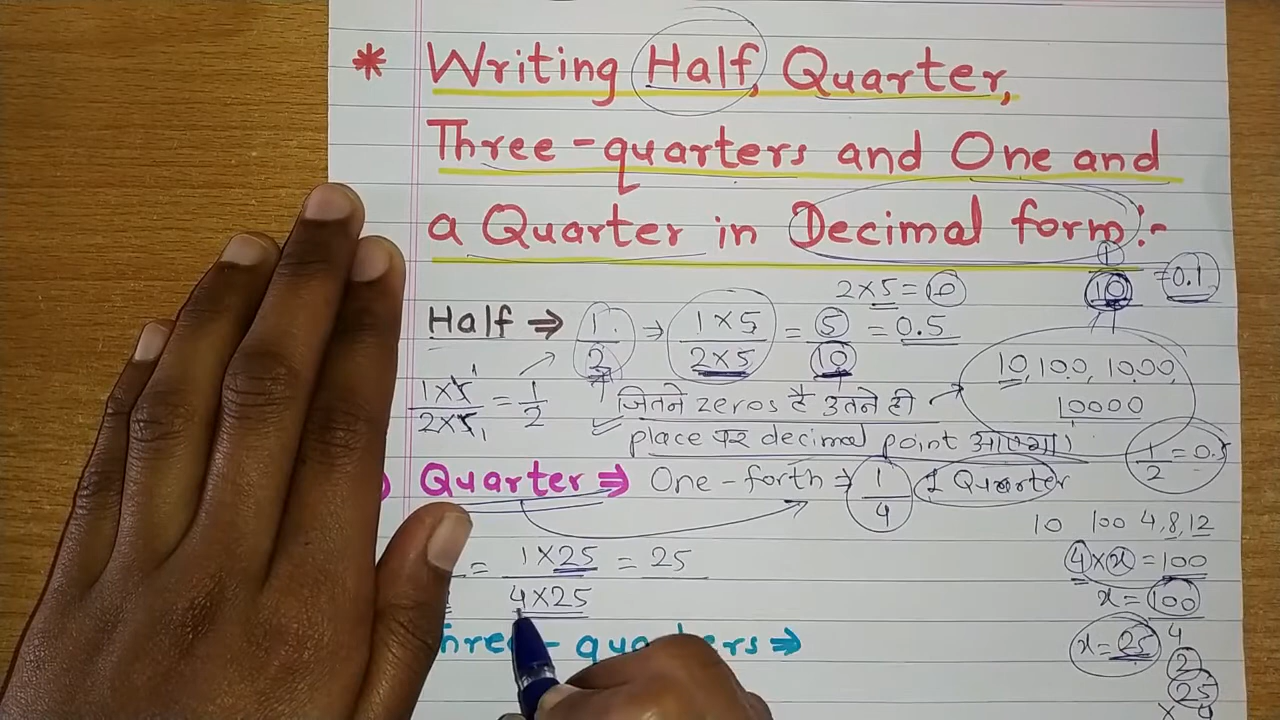 * Writing Half, Quarter,
Three-quarters and One and
a Quarter in Decimal form:-
1/10 = 0.1
2×5=10
Half ⇒ 1/2 → 1×5/2×5 = 5/10 = 0.5
10, 100, 1000,
10000
1×5/2×5 = 1/2
जितने zeros है उतने ही
place पर decimal point आएगा।
1/2 = 0.5
Quarter ⇒ One-forth ⇒ 1/4 1 Quarter
10 100 4,8,12
= 1×25/4×25 = 25
4×x=100
x= 100
4
x=25
2
25
Three-quarters ⇒